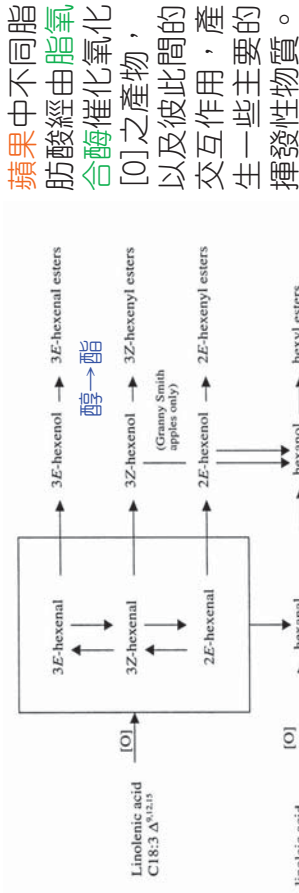 蘋果中不同脂
肪酸經由脂氧
合酶催化氧化
[0]之產物，
以及彼此間的
交互作用，產
生一些主要的
揮發性物質。
醇→酯
3E-hexenal
3E-hexenol
3E-hexenal esters
3Z-hexenal
3Z-hexenol
3Z-hexenyl esters
(Granny Smith
apples only)
2E-hexenal
2E-hexenol
2E-hexenyl esters
[O]
Linolenic acid
C18:3 Δ9,12,15
[O]
linoleic acid
hexanal
hexanol
hexyl esters